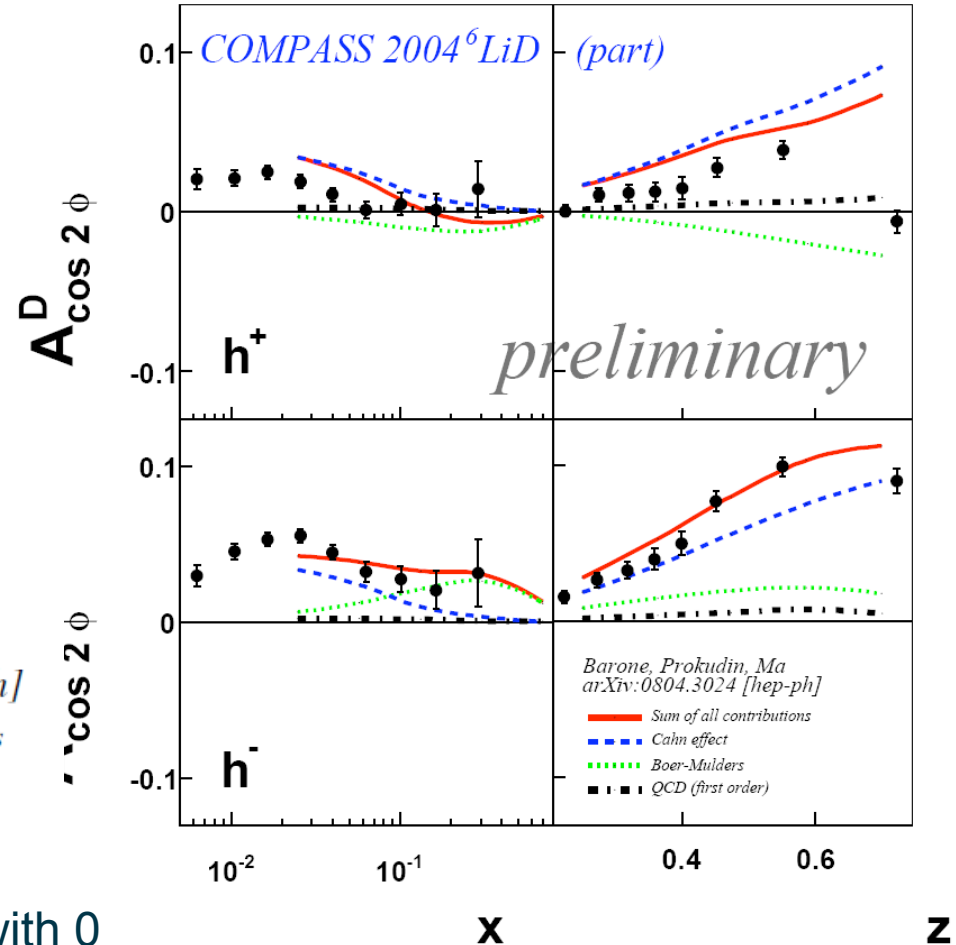 COMPASS 2004 ⁶LiD (part)
0.1
0
-0.1
A^D_cos 2 ϕ
h⁺
preliminary
0.1
0
-0.1
cos 2 ϕ
h⁻
Barone, Prokudin, Ma
arXiv:0804.3024 [hep-ph]
Sum of all contributions
Cahn effect
Boer-Mulders
QCD (first order)
10⁻² 10⁻¹ 0.4 0.6
x z
with 0